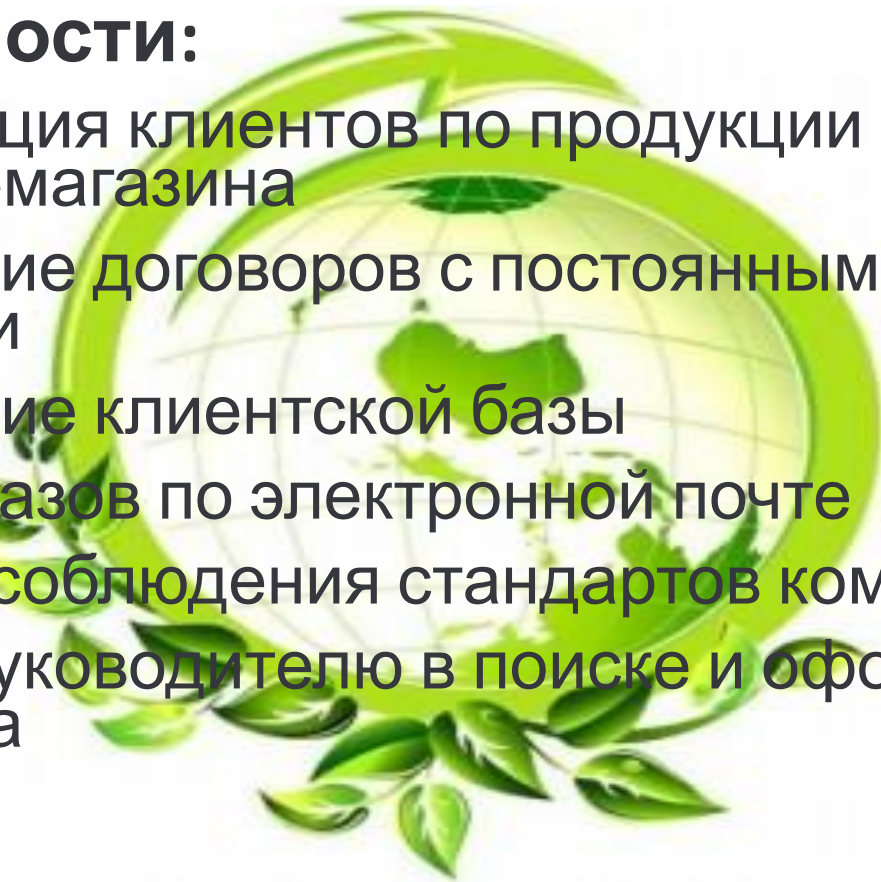 ости:
ция клиентов по продукции
-магазина
ие договоров с постоянным
и
ие клиентской базы
азов по электронной почте
соблюдения стандартов ком
уководителю в поиске и офо
а